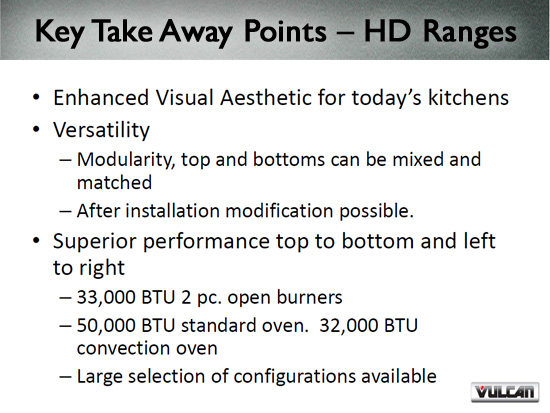 Key Take Away Points – HD Ranges
• Enhanced Visual Aesthetic for today's kitchens
• Versatility
– Modularity, top and bottoms can be mixed and
matched
– After installation modification possible.
• Superior performance top to bottom and left
to right
– 33,000 BTU 2 pc. open burners
– 50,000 BTU standard oven.  32,000 BTU
convection oven
– Large selection of configurations available
VULCAN